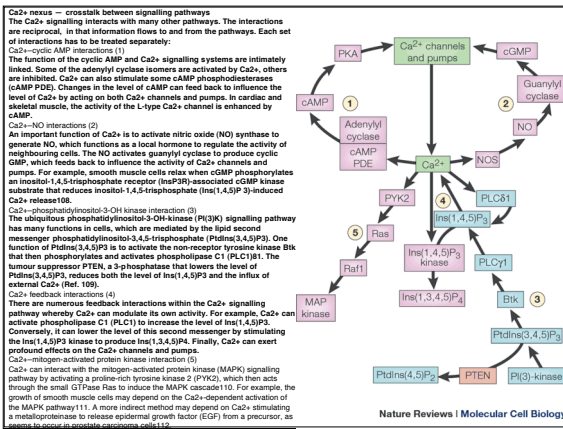 Ca2+ nexus — crosstalk between signalling pathways
The Ca2+ signalling interacts with many other pathways. The interactions
are reciprocal, in that information flows to and from the pathways. Each set
of interactions has to be treated separately:
Ca2+–cyclic AMP interactions (1)
The function of the cyclic AMP and Ca2+ signalling systems are intimately
linked. Some of the adenylyl cyclase isomers are activated by Ca2+, others
are inhibited. Ca2+ can also stimulate some cAMP phosphodiesterases
(cAMP PDE). Changes in the level of cAMP can feed back to influence the
level of Ca2+ by acting on both Ca2+ channels and pumps. In cardiac and
skeletal muscle, the activity of the L-type Ca2+ channel is enhanced by
cAMP.
Ca2+–NO interactions (2)
An important function of Ca2+ is to activate nitric oxide (NO) synthase to
generate NO, which functions as a local hormone to regulate the activity of
neighbouring cells. The NO activates guanylyl cyclase to produce cyclic
GMP, which feeds back to influence the activity of Ca2+ channels and
pumps. For example, smooth muscle cells relax when cGMP phosphorylates
an inositol-1,4,5-trisphosphate receptor (InsP3R)-associated cGMP kinase
substrate that reduces inositol-1,4,5-trisphosphate (Ins(1,4,5)P 3)-induced
Ca2+ release108.
Ca2+–phosphatidylinositol-3-OH-kinase interaction (3)
The ubiquitous phosphatidylinositol-3-OH-kinase (PI(3)K) signalling pathway
has many functions in cells, which are mediated by the lipid second
messenger phosphatidylinositol-3,4,5-trisphosphate (PtdIns(3,4,5)P3). One
function of PtdIns(3,4,5)P3 is to activate the non-receptor tyrosine kinase Btk
that then phosphorylates and activates phospholipase C1 (PLC1)81. The
tumour suppressor PTEN, a 3-phosphatase that lowers the level of
PtdIns(3,4,5)P3, reduces both the level of Ins(1,4,5)P3 and the influx of
external Ca2+ (Ref. 109).
Ca2+ feedback interactions (4)
There are numerous feedback interactions within the Ca2+ signalling
pathway whereby Ca2+ can modulate its own activity. For example, Ca2+ can
activate phospholipase C1 (PLC1) to increase the level of Ins(1,4,5)P3.
Conversely, it can lower the level of this second messenger by stimulating
the Ins(1,4,5)P3 kinase to produce Ins(1,3,4,5)P4. Finally, Ca2+ can exert
profound effects on the Ca2+ channels and pumps.
Ca2+–mitogen-activated protein kinase interaction (5)
Ca2+ can interact with the mitogen-activated protein kinase (MAPK) signalling
pathway by activating a proline-rich tyrosine kinase 2 (PYK2), which then acts
through the small GTPase Ras to induce the MAPK cascade110. For example, the
growth of smooth muscle cells may depend on the Ca2+-dependent activation of
the MAPK pathway111. A more indirect method may depend on Ca2+ stimulating
a metalloproteinase to release epidermal growth factor (EGF) from a precursor, as
seems to occur in prostate carcinoma cells112.
Ca2+ channels
and pumps
PKA
cGMP
cAMP
1
2
Guanylyl
cyclase
NO
Adenylyl
cyclase
cAMP
PDE
Ca2+
NOS
PYK2
4
PLCδ1
Ins(1,4,5)P3
5
Ras
Ins(1,4,5)P3
kinase
PLCγ1
Raf1
MAP
kinase
Ins(1,3,4,5)P4
Btk
3
PtdIns(3,4,5)P3
PtdIns(4,5)P2
PTEN
PI(3)-kinase
Nature Reviews | Molecular Cell Biology